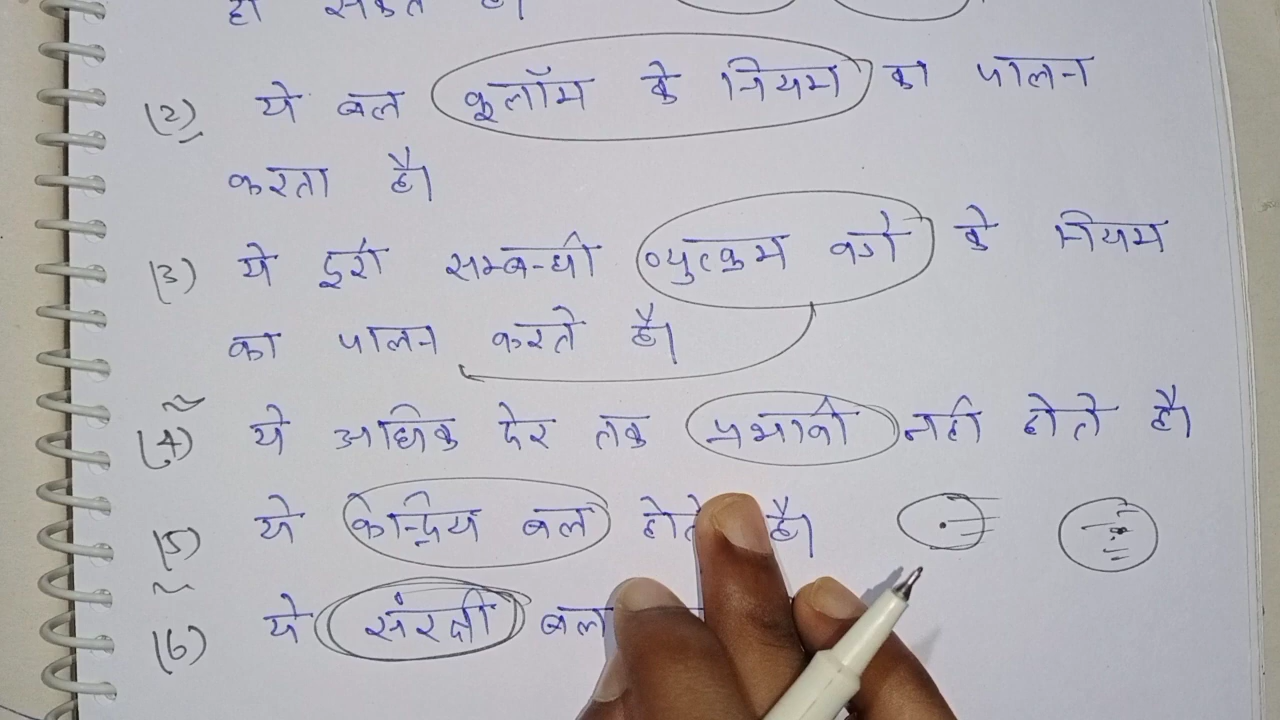 हो सकते है।
(2) ये बल कूलॉम के नियम का पालन
करता है।
(3) ये दूरी सम्बन्धी व्युत्क्रम वर्ग के नियम
का पालन करते है।
(4) ये अधिक देर तक प्रभावी नही होते है।
(5) ये केन्द्रिय बल होते है।
(6) ये संरक्षी बल